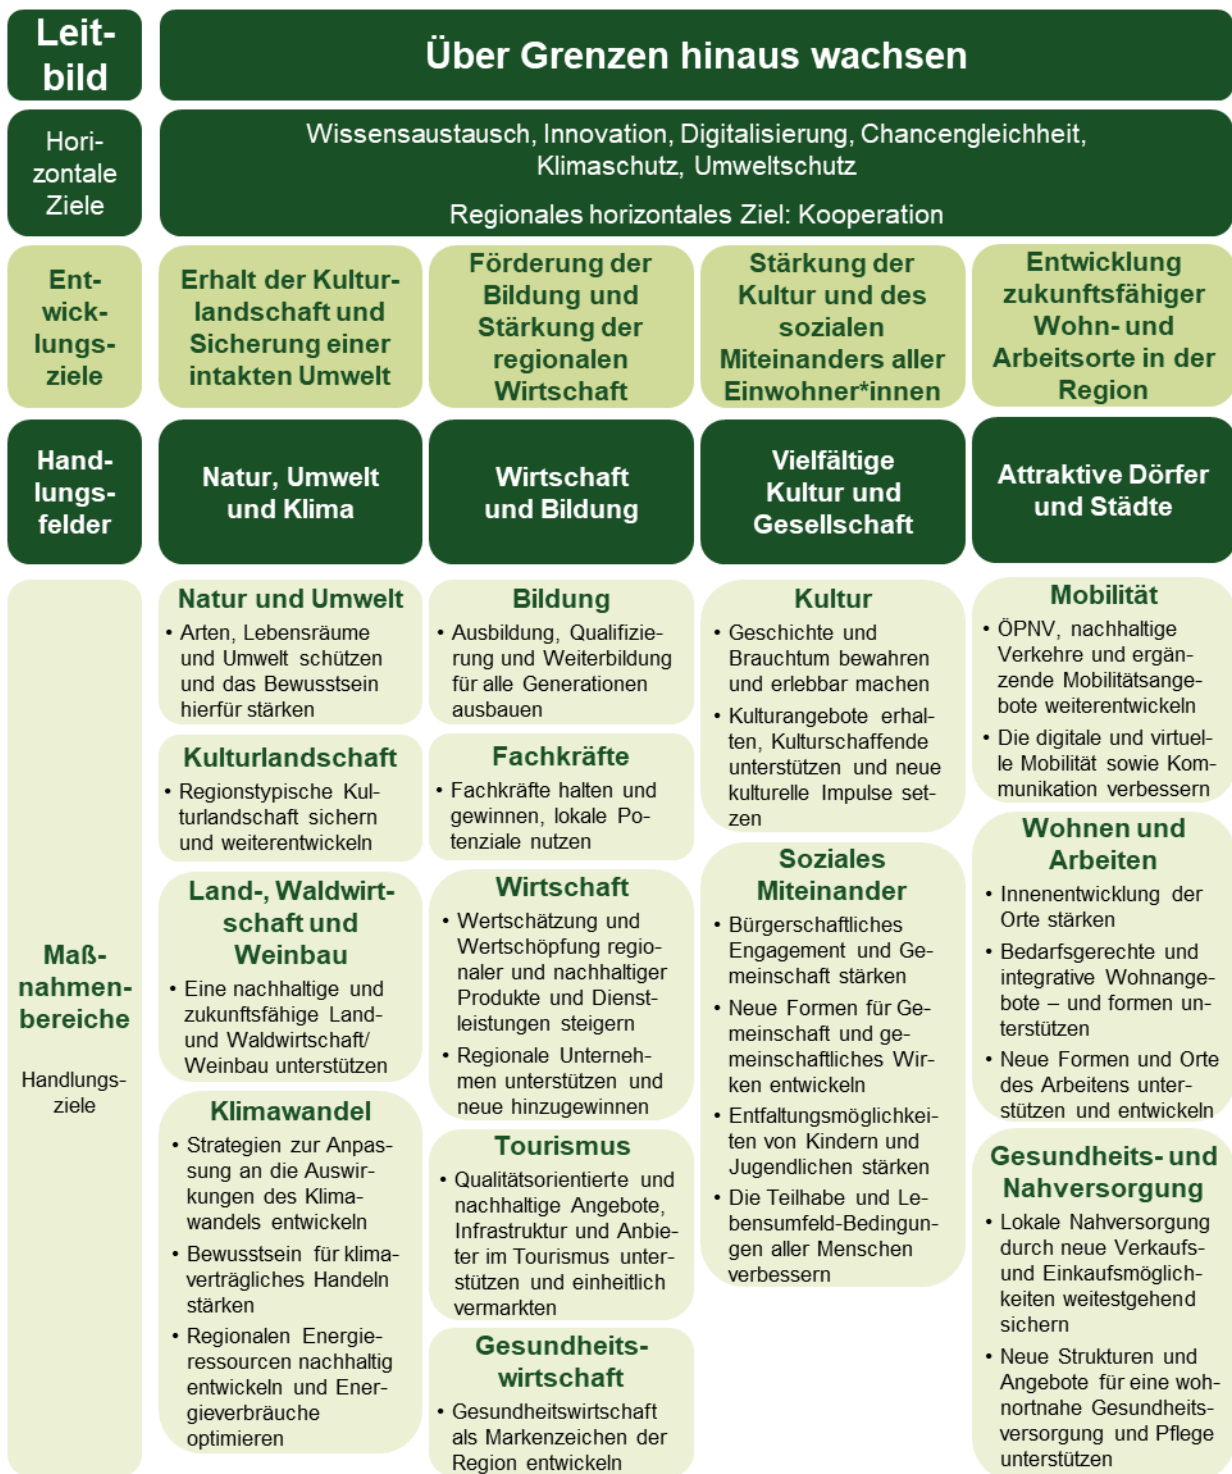 Leit-
bild
Über Grenzen hinaus wachsen
Hori-
zontale
Ziele
Wissensaustausch, Innovation, Digitalisierung, Chancengleichheit,
Klimaschutz, Umweltschutz
Regionales horizontales Ziel: Kooperation
Ent-
wick-
lungs-
ziele
Erhalt der Kultur-
landschaft und
Sicherung einer
intakten Umwelt
Förderung der
Bildung und
Stärkung der
regionalen
Wirtschaft
Stärkung der
Kultur und des
sozialen
Miteinanders aller
Einwohner*innen
Entwicklung
zukunftsfähiger
Wohn- und
Arbeitsorte in der
Region
Hand-
lungs-
felder
Natur, Umwelt
und Klima
Wirtschaft
und Bildung
Vielfältige
Kultur und
Gesellschaft
Attraktive Dörfer
und Städte
Maß-
nahmen-
bereiche
Handlungs-
ziele
Natur und Umwelt
• Arten, Lebensräume
und Umwelt schützen
und das Bewusstsein
hierfür stärken
Kulturlandschaft
• Regionstypische Kul-
turlandschaft sichern
und weiterentwickeln
Land-, Waldwirt-
schaft und
Weinbau
• Eine nachhaltige und
zukunftsfähige Land-
und Waldwirtschaft/
Weinbau unterstützen
Klimawandel
• Strategien zur Anpas-
sung an die Auswir-
kungen des Klima-
wandels entwickeln
• Bewusstsein für klima-
verträgliches Handeln
stärken
• Regionalen Energie-
ressourcen nachhaltig
entwickeln und Ener-
gieverbräuche
optimieren
Bildung
• Ausbildung, Qualifizie-
rung und Weiterbildung
für alle Generationen
ausbauen
Fachkräfte
• Fachkräfte halten und
gewinnen, lokale Po-
tenziale nutzen
Wirtschaft
• Wertschätzung und
Wertschöpfung regio-
naler und nachhaltiger
Produkte und Dienst-
leistungen steigern
• Regionale Unterneh-
men unterstützen und
neue hinzugewinnen
Tourismus
• Qualitätsorientierte und
nachhaltige Angebote,
Infrastruktur und Anbie-
ter im Tourismus unter-
stützen und einheitlich
vermarkten
Gesundheits-
wirtschaft
• Gesundheitswirtschaft
als Markenzeichen der
Region entwickeln
Kultur
• Geschichte und
Brauchtum bewahren
und erlebbar machen
• Kulturangebote erhal-
ten, Kulturschaffende
unterstützen und neue
kulturelle Impulse set-
zen
Soziales
Miteinander
• Bürgerschaftliches
Engagement und Ge-
meinschaft stärken
• Neue Formen für Ge-
meinschaft und ge-
meinschaftliches Wir-
ken entwickeln
• Entfaltungsmöglichkei-
ten von Kindern und
Jugendlichen stärken
• Die Teilhabe und Le-
bensumfeld-Bedingun-
gen aller Menschen
verbessern
Mobilität
• ÖPNV, nachhaltige
Verkehre und ergän-
zende Mobilitätsange-
bote weiterentwickeln
• Die digitale und virtuel-
le Mobilität sowie Kom-
munikation verbessern
Wohnen und
Arbeiten
• Innenentwicklung der
Orte stärken
• Bedarfsgerechte und
integrative Wohnange-
bote – und formen un-
terstützen
• Neue Formen und Orte
des Arbeitens unter-
stützen und entwickeln
Gesundheits- und
Nahversorgung
• Lokale Nahversorgung
durch neue Verkaufs-
und Einkaufsmöglich-
keiten weitestgehend
sichern
• Neue Strukturen und
Angebote für eine woh-
nortnahe Gesundheits-
versorgung und Pflege
unterstützen